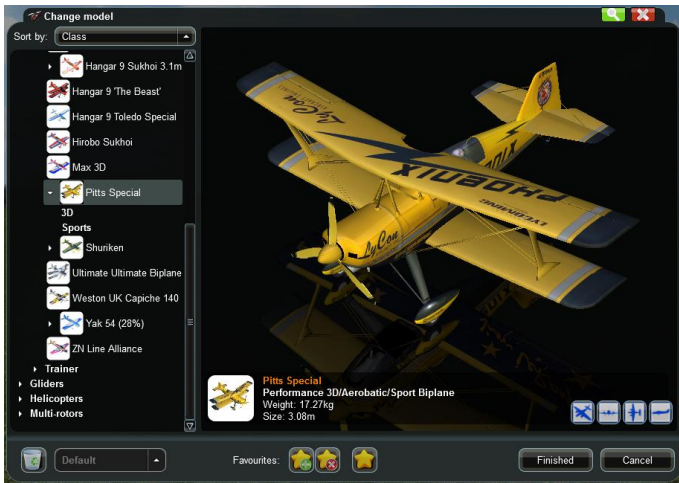 Change model
Sort by: Class
Hangar 9 Sukhoi 3.1m
Hangar 9 'The Beast'
Hangar 9 Toledo Special
Hirobo Sukhoi
Max 3D
Pitts Special
3D
Sports
Shuriken
Ultimate Ultimate Biplane
Weston UK Capiche 140
Yak 54 (28%)
ZN Line Alliance
Trainer
Gliders
Helicopters
Multi-rotors
LyCon
PHOENIX
LYCOMING
LyCon
Pitts Special
Performance 3D/Aerobatic/Sport Biplane
Weight: 17.27kg
Size: 3.08m
Default
Favourites:
Finished
Cancel